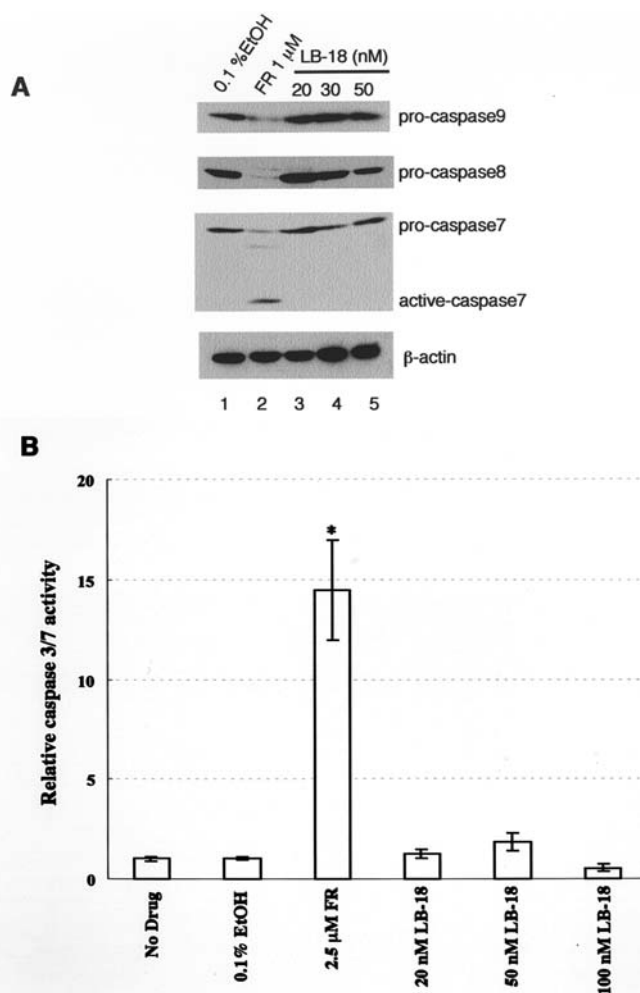 A
0.1 %EtOH
FR 1 µM
LB-18 (nM)
20 30 50
pro-caspase9
pro-caspase8
pro-caspase7
active-caspase7
β-actin
1 2 3 4 5
B
Relative caspase 3/7 activity
20
15
10
5
0
*
No Drug
0.1% EtOH
2.5 µM FR
20 nM LB-18
50 nM LB-18
100 nM LB-18